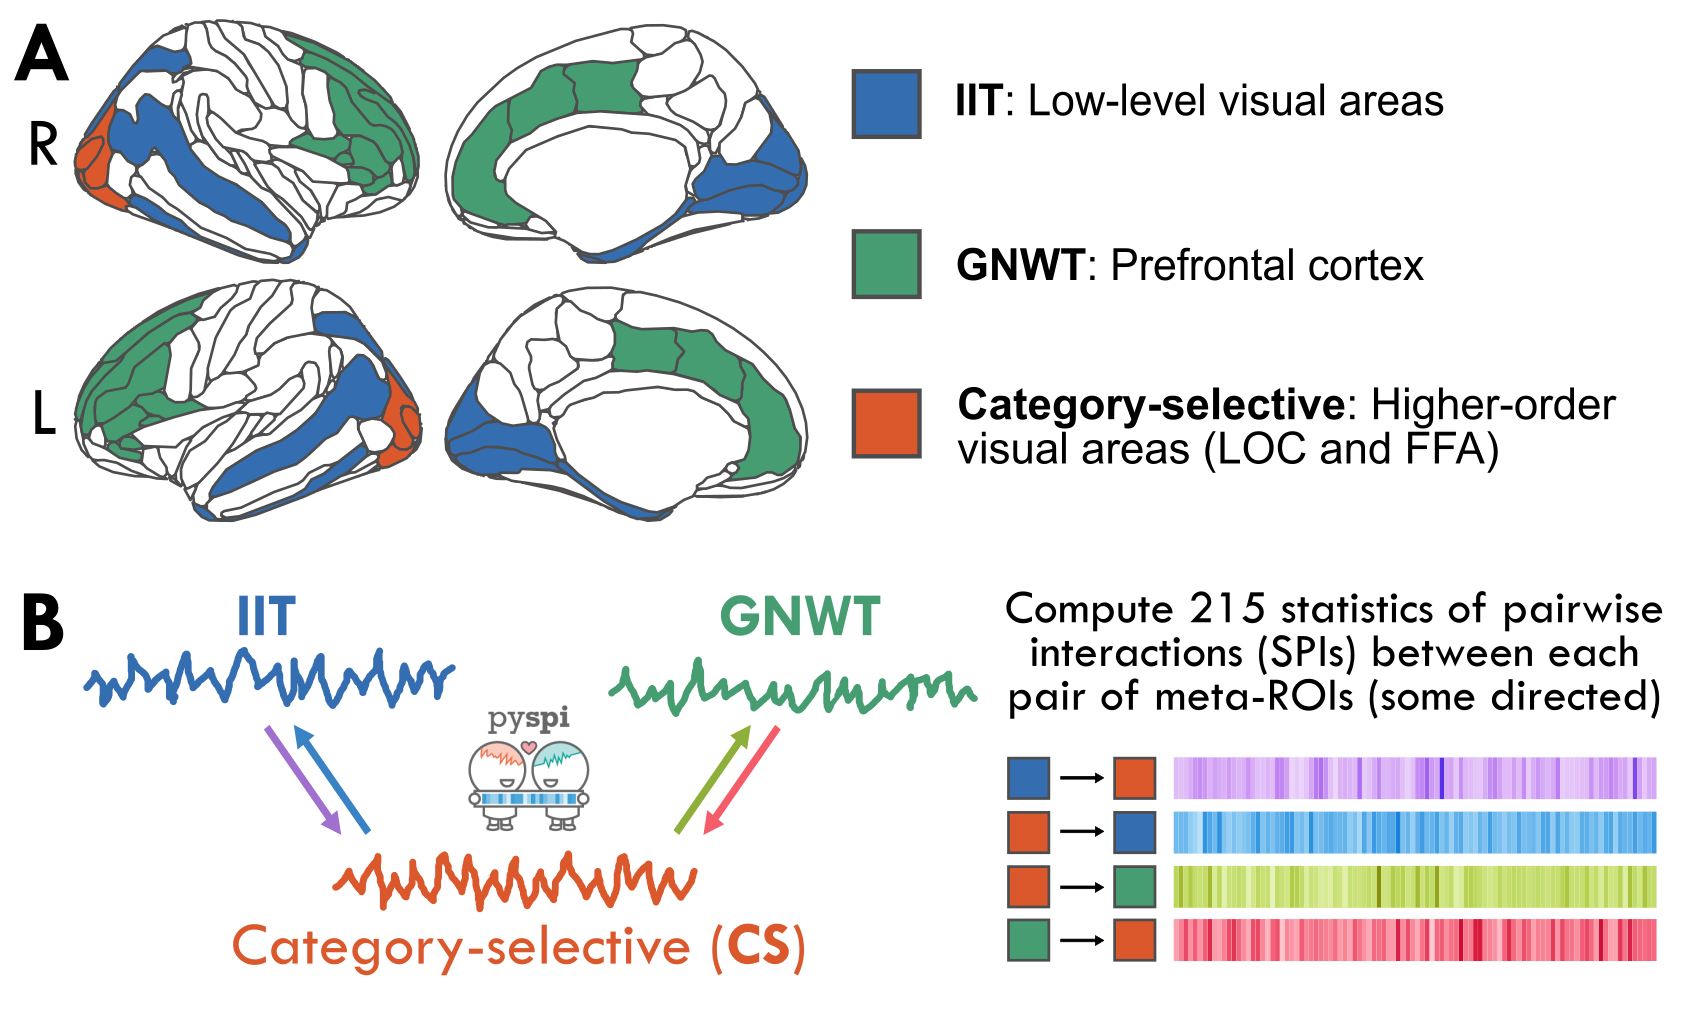 A
R
L
IIT: Low-level visual areas
GNWT: Prefrontal cortex
Category-selective: Higher-order
visual areas (LOC and FFA)
B
IIT
GNWT
pyspi
Category-selective (CS)
Compute 215 statistics of pairwise
interactions (SPIs) between each
pair of meta-ROIs (some directed)